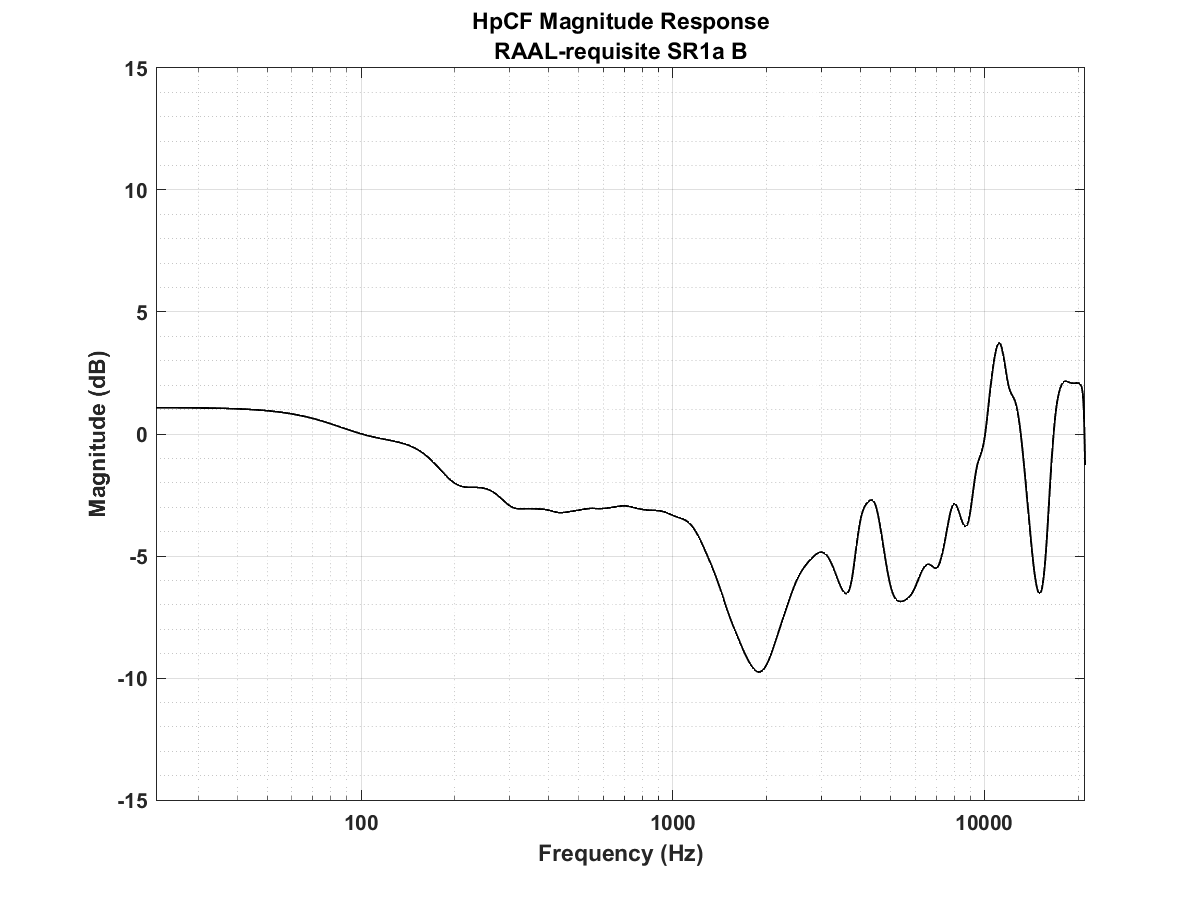 HpCF Magnitude Response
RAAL-requisite SR1a B
15
10
5
0
-5
-10
-15
Magnitude (dB)
100
1000
10000
Frequency (Hz)